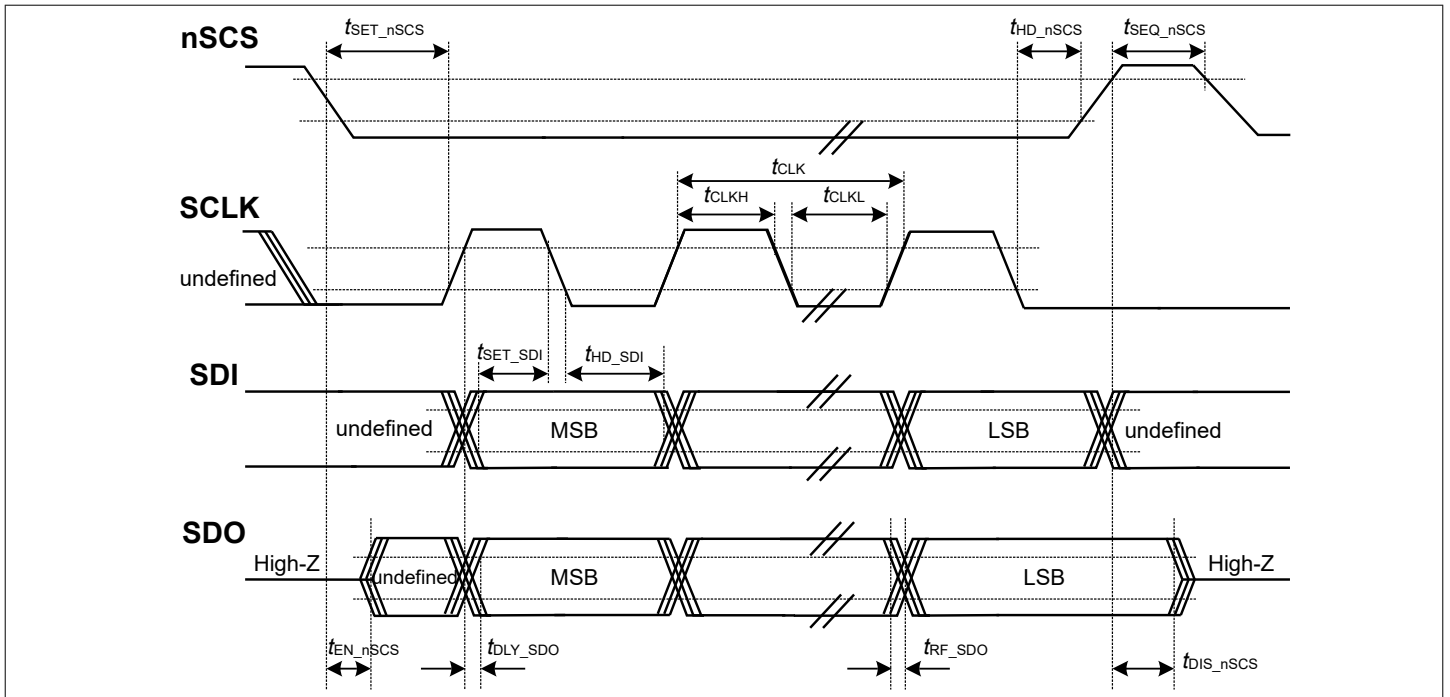 nSCS
tSET_nSCS
tHD_nSCS
tSEQ_nSCS
SCLK
undefined
tCLK
tCLKH
tCLKL
SDI
tSET_SDI
tHD_SDI
undefined
MSB
LSB
undefined
SDO
High-Z
undefined
MSB
LSB
High-Z
tEN_nSCS
tDLY_SDO
tRF_SDO
tDIS_nSCS